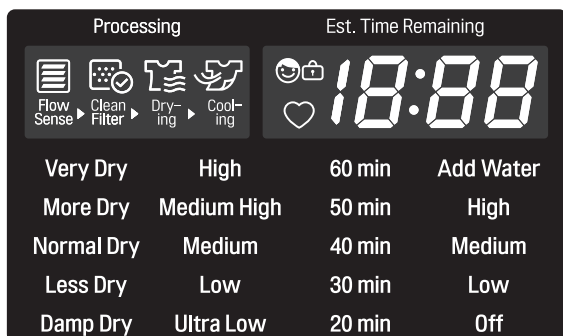 Processing Est. Time Remaining
18:88
Flow Sense Clean Filter Dry-ing Cool-ing
Very Dry High 60 min Add Water
More Dry Medium High 50 min High
Normal Dry Medium 40 min Medium
Less Dry Low 30 min Low
Damp Dry Ultra Low 20 min Off